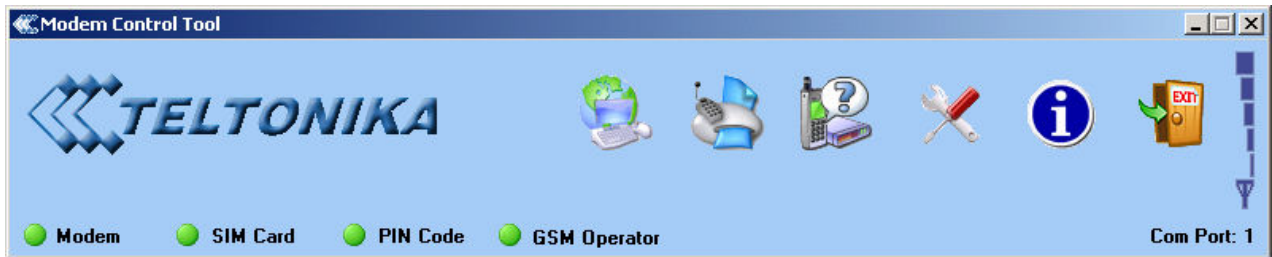 Modem Control Tool
TELTONIKA
EXIT
Modem SIM Card PIN Code GSM Operator Com Port: 1